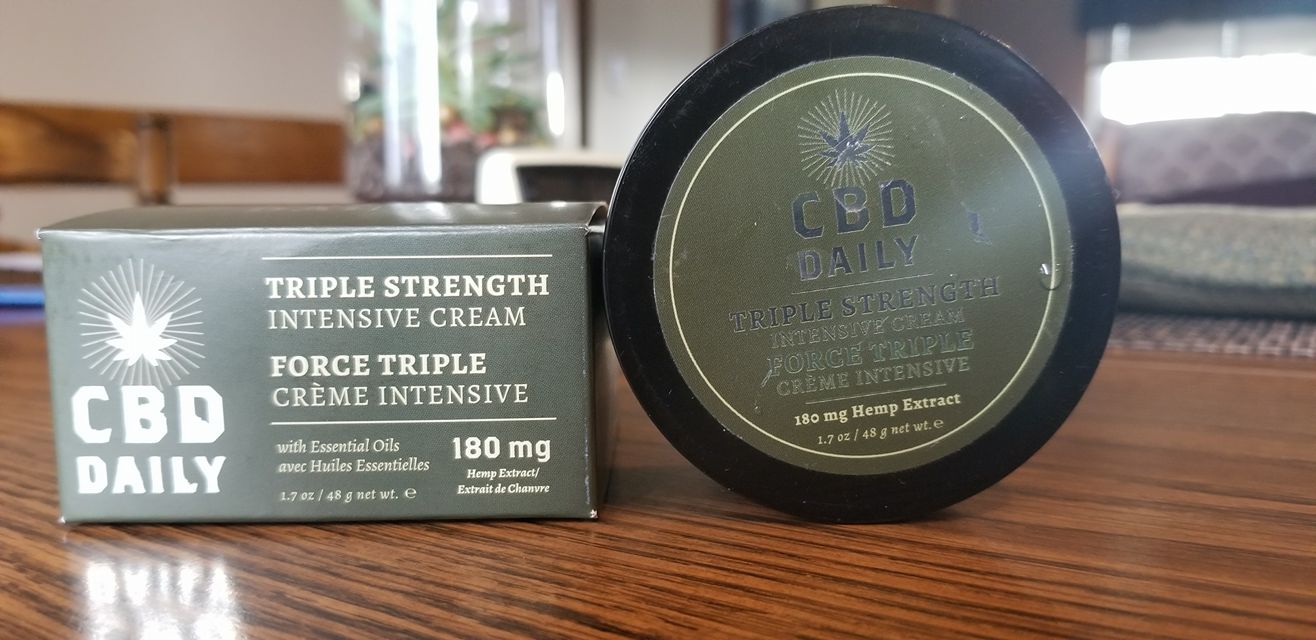 CBD
DAILY
TRIPLE STRENGTH
INTENSIVE CREAM
FORCE TRIPLE
CRÈME INTENSIVE
with Essential Oils
avec Huiles Essentielles
1.7 oz / 48 g net wt. ℮
180 mg
Hemp Extract/
Extrait de Chanvre
CBD
DAILY
TRIPLE STRENGTH
INTENSIVE CREAM
FORCE TRIPLE
CRÈME INTENSIVE
180 mg Hemp Extract
1.7 oz / 48 g net wt. ℮